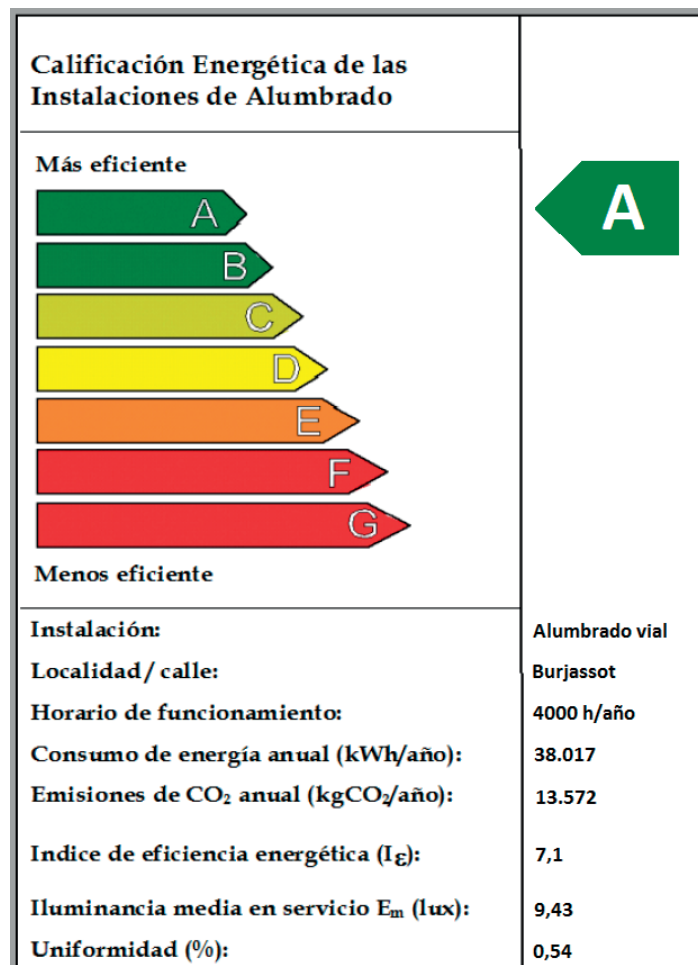 Calificación Energética de las
Instalaciones de Alumbrado
Más eficiente
A
A
B
C
D
E
F
G
Menos eficiente
Instalación: Alumbrado vial
Localidad/ calle: Burjassot
Horario de funcionamiento: 4000 h/año
Consumo de energía anual (kWh/año): 38.017
Emisiones de CO₂ anual (kgCO₂/año): 13.572
Indice de eficiencia energética (Iε): 7,1
Iluminancia media en servicio Eₘ (lux): 9,43
Uniformidad (%): 0,54